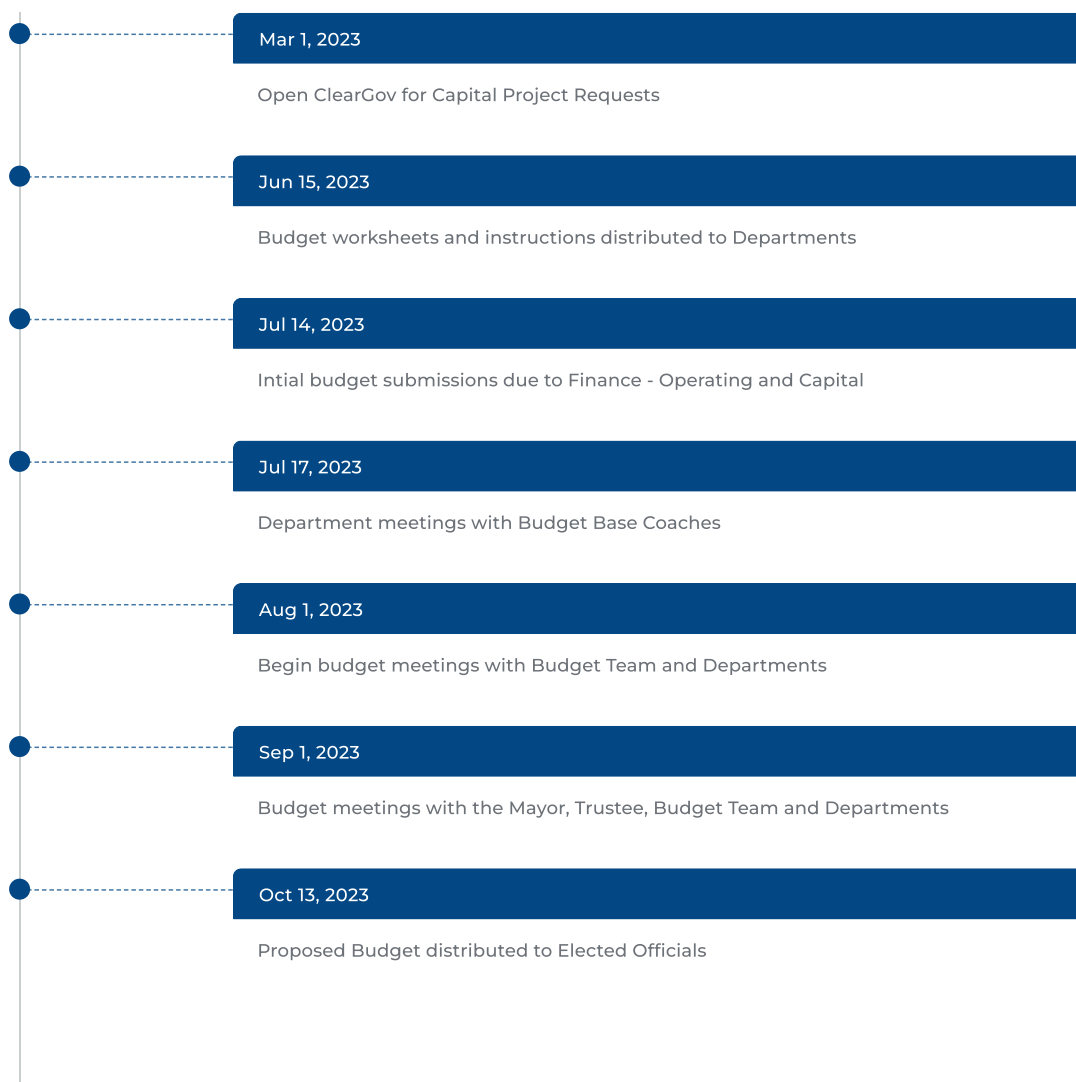 Mar 1, 2023
Open ClearGov for Capital Project Requests
Jun 15, 2023
Budget worksheets and instructions distributed to Departments
Jul 14, 2023
Intial budget submissions due to Finance - Operating and Capital
Jul 17, 2023
Department meetings with Budget Base Coaches
Aug 1, 2023
Begin budget meetings with Budget Team and Departments
Sep 1, 2023
Budget meetings with the Mayor, Trustee, Budget Team and Departments
Oct 13, 2023
Proposed Budget distributed to Elected Officials